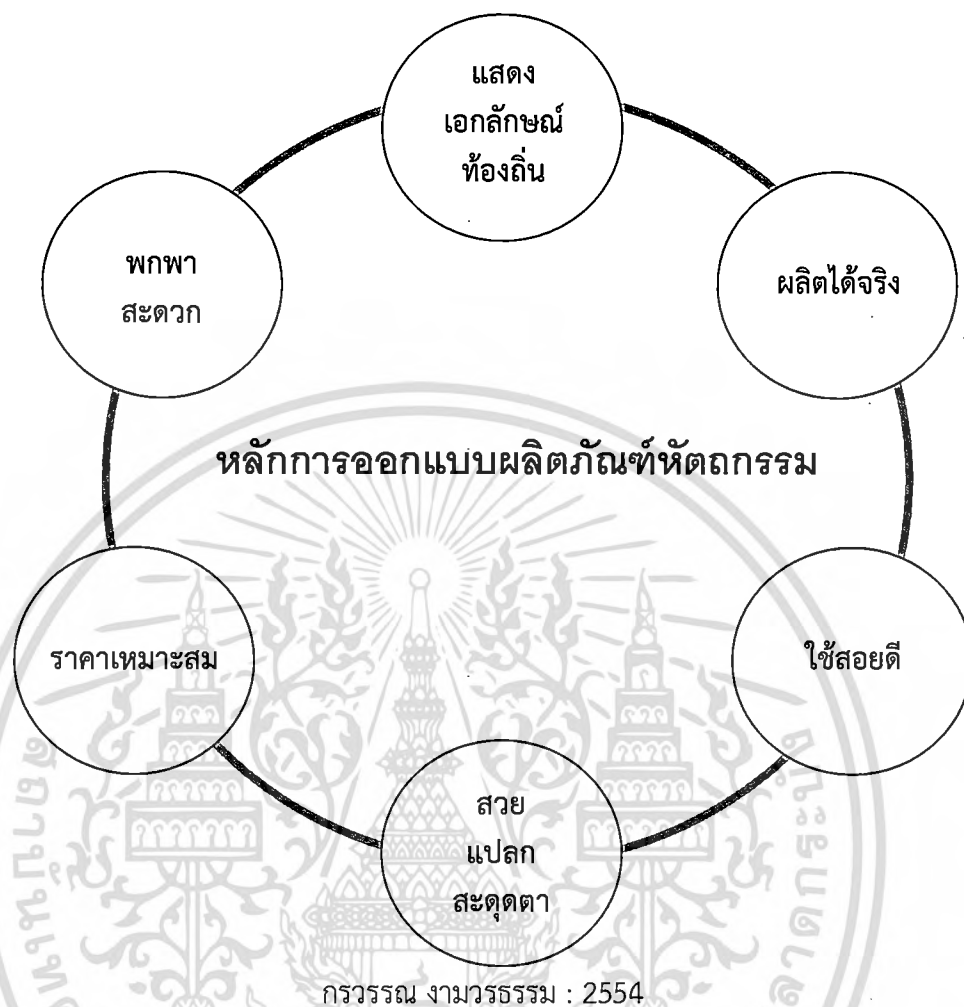 แสดง
เอกลักษณ์
ท้องถิ่น
พกพา
สะดวก
ผลิตได้จริง
หลักการออกแบบผลิตภัณฑ์หัตถกรรม
ราคาเหมาะสม
ใช้สอยดี
สวย
แปลก
สะดุดตา
กรวรรณ งามวรธรรม : 2554